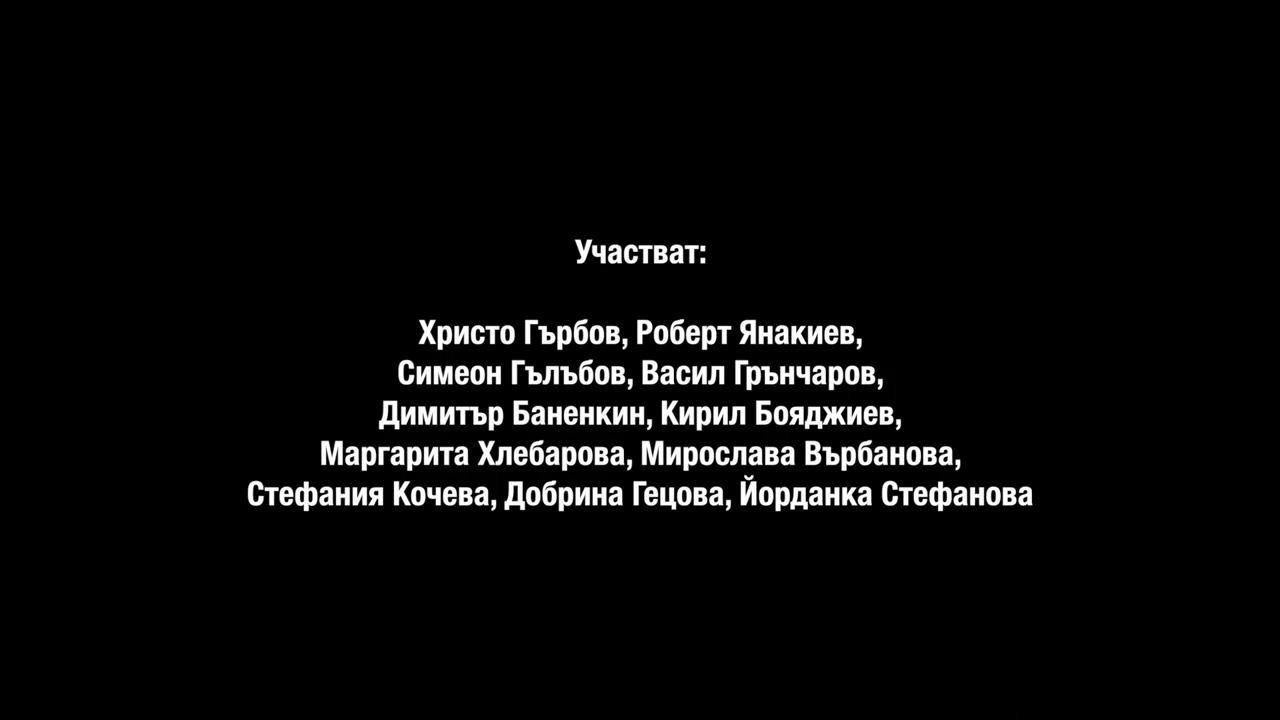 Участват:
Христо Гърбов, Роберт Янакиев,
Симеон Гълъбов, Васил Грънчаров,
Димитър Баненкин, Кирил Бояджиев,
Маргарита Хлебарова, Мирослава Върбанова,
Стефания Кочева, Добрина Гецова, Йорданка Стефанова